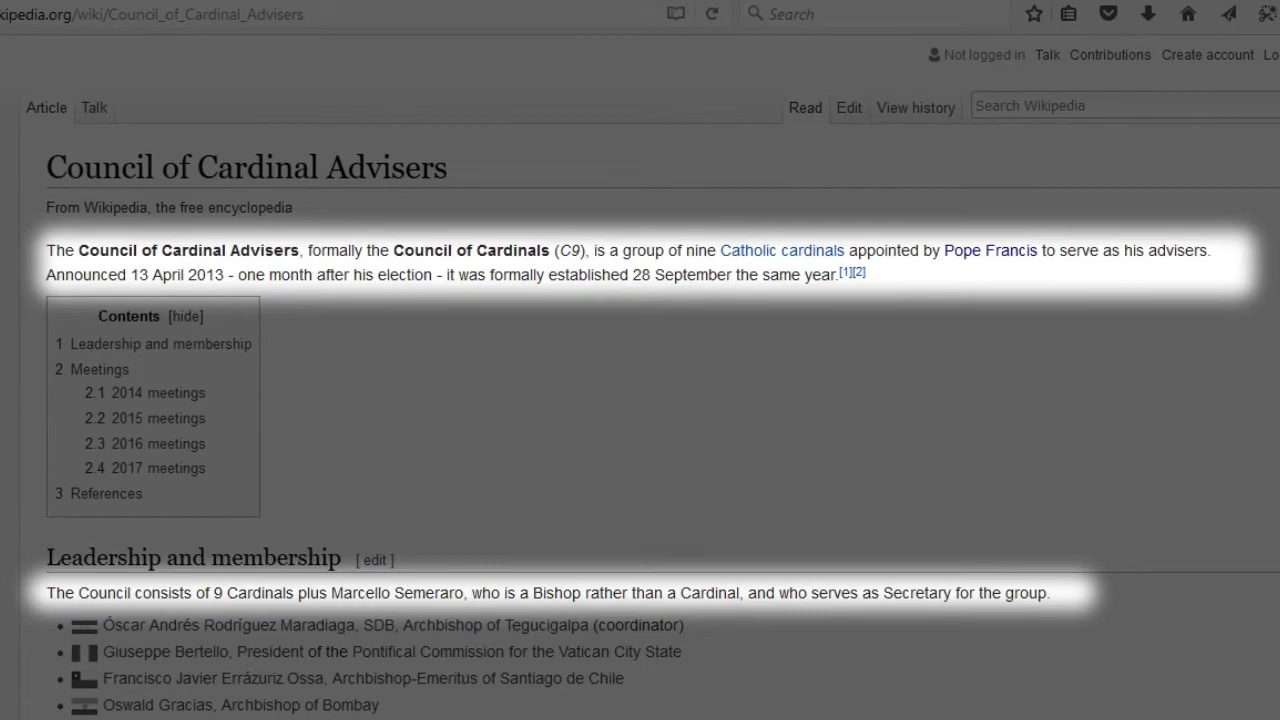 kipedia.org/wiki/Council_of_Cardinal_Advisers
Search
Not logged in Talk Contributions Create account Lo
Article Talk
Read Edit View history
Search Wikipedia
Council of Cardinal Advisers
From Wikipedia, the free encyclopedia
The Council of Cardinal Advisers, formally the Council of Cardinals (C9), is a group of nine Catholic cardinals appointed by Pope Francis to serve as his advisers.
Announced 13 April 2013 - one month after his election - it was formally established 28 September the same year.[1][2]
Contents [hide]
1 Leadership and membership
2 Meetings
2.1 2014 meetings
2.2 2015 meetings
2.3 2016 meetings
2.4 2017 meetings
3 References
Leadership and membership [ edit ]
The Council consists of 9 Cardinals plus Marcello Semeraro, who is a Bishop rather than a Cardinal, and who serves as Secretary for the group.
• Óscar Andrés Rodríguez Maradiaga, SDB, Archbishop of Tegucigalpa (coordinator)
• Giuseppe Bertello, President of the Pontifical Commission for the Vatican City State
• Francisco Javier Errázuriz Ossa, Archbishop-Emeritus of Santiago de Chile
• Oswald Gracias, Archbishop of Bombay